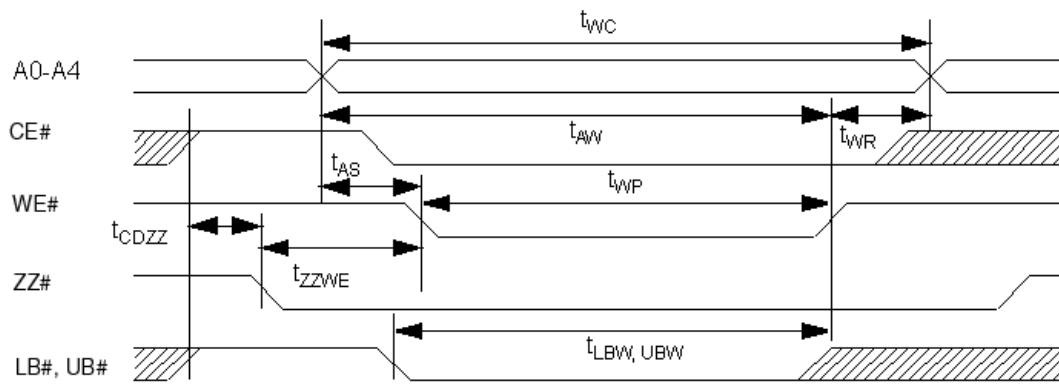 tWC
A0-A4
CE#
tAW
tWR
tAS
tWP
WE#
tCDZZ
tZZWE
ZZ#
tLBW, UBW
LB#, UB#